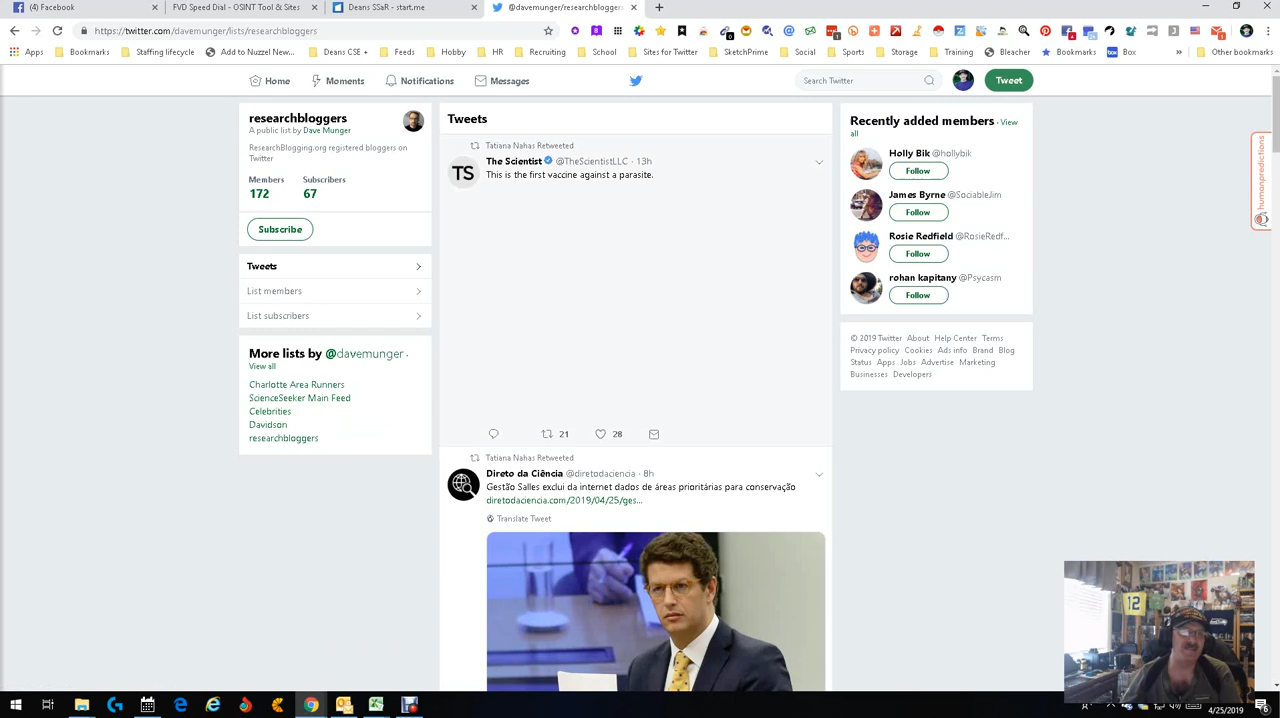 (4) Facebook
FVD Speed Dial - OSINT Tool & Sites
Deans SSaR - start.me
@davemunger/researchbloggers
https://twitter.com/davemunger/lists/researchbloggers
Apps
Bookmarks
Staffing lifecycle
Add to Nuzzel New...
Deans CSE
Feeds
Hobby
HR
Recruiting
School
Sites for Twitter
SketchPrime
Social
Sports
Storage
Training
Bleacher
Bookmarks
Box
»
Other bookmarks
Home
Moments
Notifications
Messages
Search Twitter
Tweet
researchbloggers
A public list by Dave Munger
ResearchBlogging.org registered bloggers on
Twitter
Members
Subscribers
172
67
Subscribe
Tweets
List members
List subscribers
More lists by @davemunger ·
View all
Charlotte Area Runners
ScienceSeeker Main Feed
Celebrities
Davidson
researchbloggers
Tweets
Tatiana Nahas Retweeted
TS
The Scientist @TheScientistLLC · 13h
This is the first vaccine against a parasite.
21
28
Tatiana Nahas Retweeted
Direto da Ciência @diretodaciencia · 8h
Gestão Salles exclui da internet dados de áreas prioritárias para conservação
diretodaciencia.com/2019/04/25/ges...
Translate Tweet
Recently added members · View
all
Holly Bik @hollybik
Follow
James Byrne @SociableJim
Follow
Rosie Redfield @RosieRedf...
Follow
rohan kapitany @Psycasm
Follow
© 2019 Twitter About Help Center Terms
Privacy policy Cookies Ads info Brand Blog
Status Apps Jobs Advertise Marketing
Businesses Developers
humanpredictions
12
4/25/2019